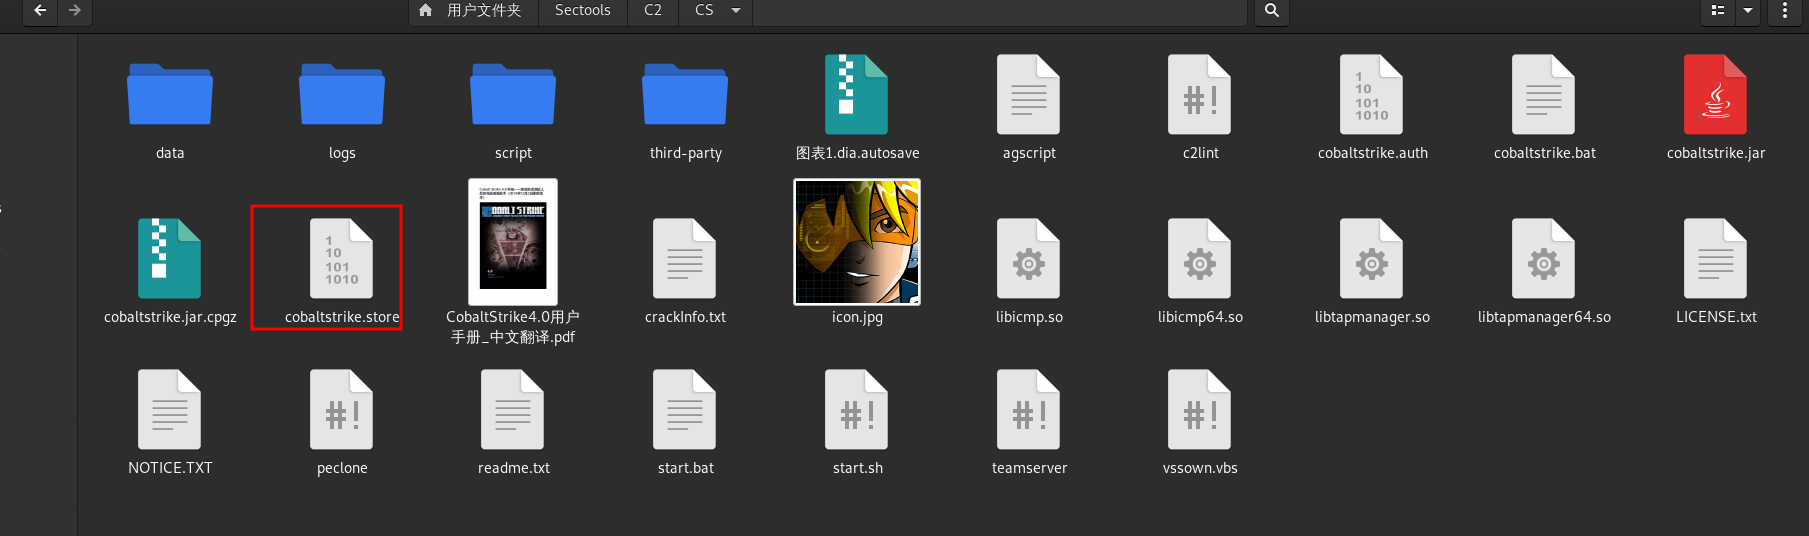 用户文件夹 Sectools C2 CS
data logs script third-party 图表1.dia.autosave agscript c2lint cobaltstrike.auth cobaltstrike.bat cobaltstrike.jar
cobaltstrike.jar.cpgz cobaltstrike.store CobaltStrike4.0用户 crackInfo.txt icon.jpg libicmp.so libicmp64.so libtapmanager.so libtapmanager64.so LICENSE.txt
手册_中文翻译.pdf
NOTICE.TXT peclone readme.txt start.bat start.sh teamserver vssown.vbs